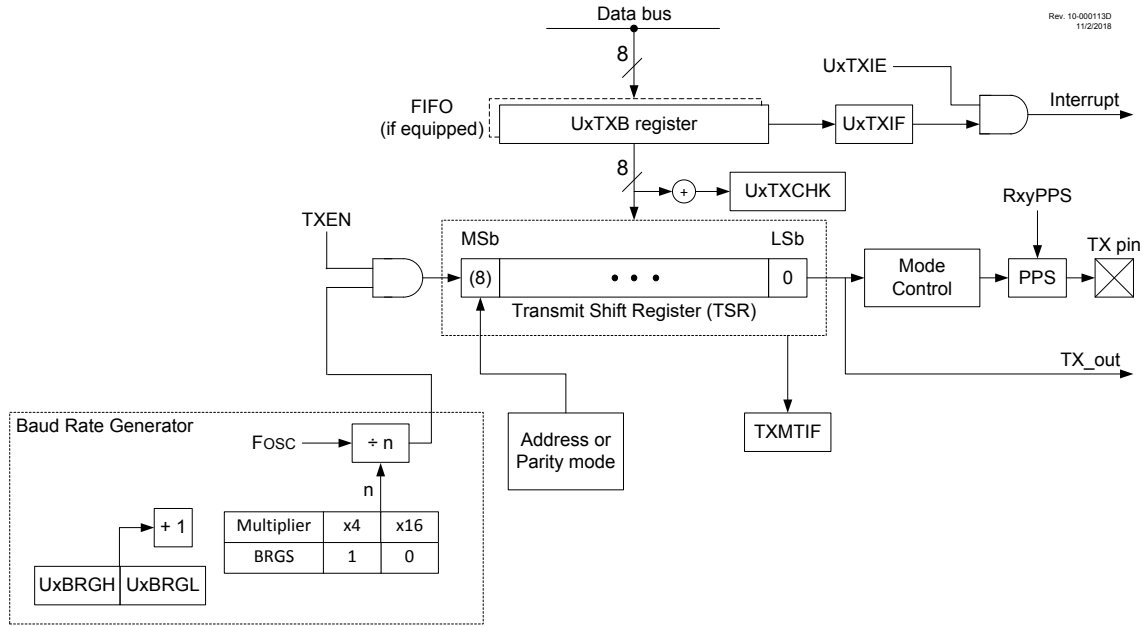 Data bus
Rev. 10-000113D
11/2/2018
8
UxTXIE
FIFO
(if equipped)
UxTXB register
UxTXIF
Interrupt
8
+
UxTXCHK
TXEN
RxyPPS
MSb
LSb
TX pin
(8)
• • •
0
Mode
Control
PPS
Transmit Shift Register (TSR)
TX_out
Baud Rate Generator
FOSC
÷ n
Address or
Parity mode
TXMTIF
n
+ 1
Multiplier x4 x16
BRGS 1 0
UxBRGH UxBRGL